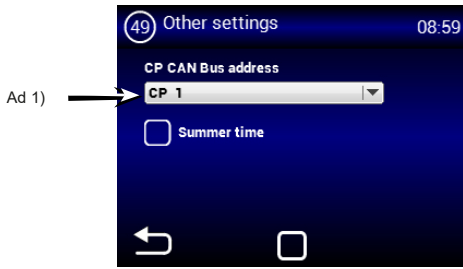 49 Other settings 08:59
CP CAN Bus address
Ad 1)
CP 1
Summer time